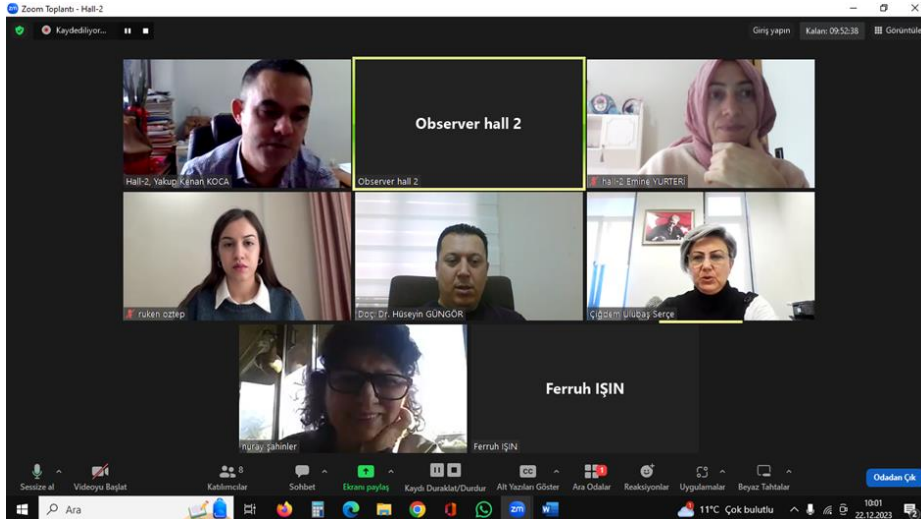 Zoom Toplantı - Hall-2
Kaydediliyor...
Giriş yapın
Kalan: 09:52:38
Görüntüle
Hall-2, Yakup Kenan KOCA
Observer hall 2
Observer hall 2
hall-2 Emine YURTERİ
ruken oztep
Doç. Dr. Hüseyin GÜNGÖR
Çiğdem Ulubaş Serçe
nuray şahinler
Ferruh IŞIN
Ferruh IŞIN
Sessize al
Videoyu Başlat
8
Katılımcılar
Sohbet
Ekranı paylaş
Kaydı Duraklat/Durdur
CC
Alt Yazıları Göster
1
Ara Odalar
Reaksiyonlar
Uygulamalar
Beyaz Tahtalar
Odadan Çık
Ara
zm
W
11°C Çok bulutlu
10:01
22.12.2023
2